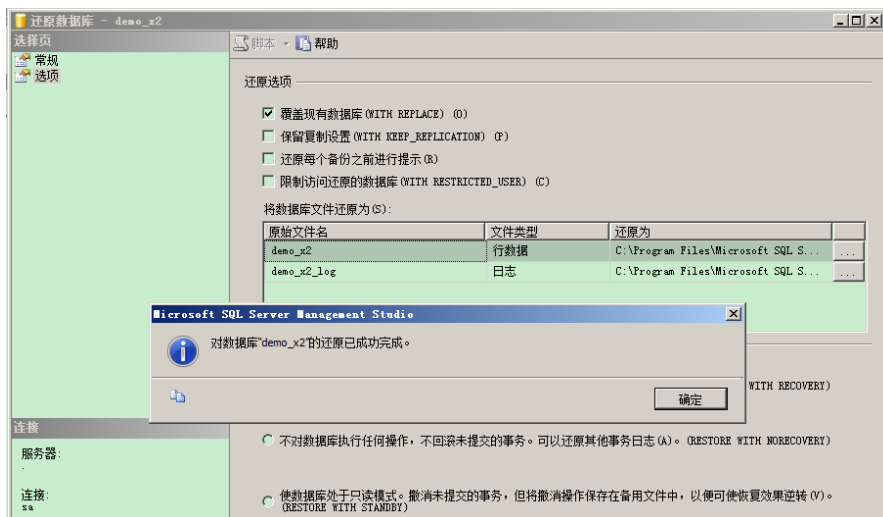 还原数据库 - demo_x2
选择页
常规
选项
脚本
帮助
还原选项
覆盖现有数据库(WITH REPLACE) (O)
保留复制设置(WITH KEEP_REPLICATION) (P)
还原每个备份之前进行提示(R)
限制访问还原的数据库(WITH RESTRICTED_USER) (C)
将数据库文件还原为(S):
原始文件名 文件类型 还原为
demo_x2 行数据 C:\Program Files\Microsoft SQL S... ...
demo_x2_log 日志 C:\Program Files\Microsoft SQL S... ...
Microsoft SQL Server Management Studio
对数据库"demo_x2"的还原已成功完成。
确定
WITH RECOVERY)
不对数据库执行任何操作，不回滚未提交的事务。可以还原其他事务日志(A)。(RESTORE WITH NORECOVERY)
使数据库处于只读模式。撤消未提交的事务，但将撤消操作保存在备用文件中，以便可使恢复效果逆转(V)。
(RESTORE WITH STANDBY)
连接
服务器:
.
连接:
sa